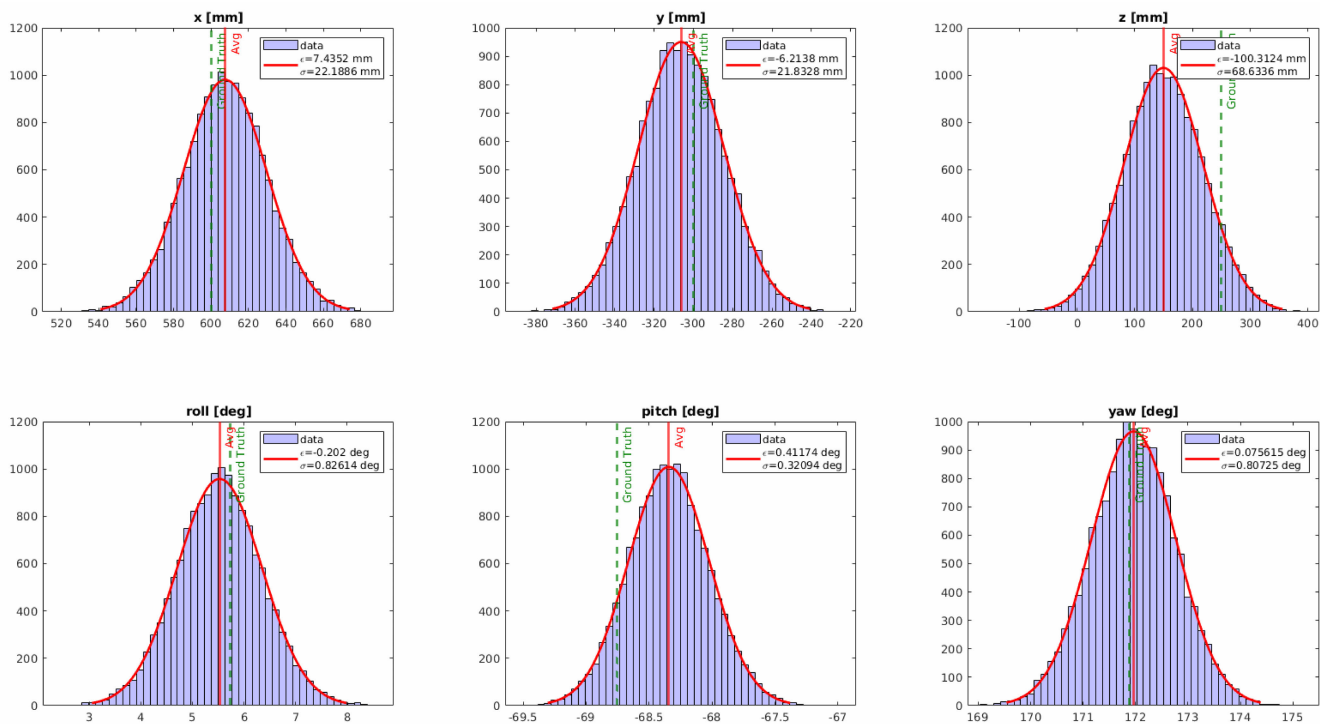 x [mm]
1200
1000
800
600
400
200
0
520
540
560
580
600
620
640
660
680
Ground Truth
Avg
data
ϵ=7.4352 mm
σ=22.1886 mm
y [mm]
1000
900
800
700
600
500
400
300
200
100
0
-380
-360
-340
-320
-300
-280
-260
-240
-220
Avg
Ground Truth
data
ϵ=-6.2138 mm
σ=21.8328 mm
z [mm]
1200
1000
800
600
400
200
0
-100
0
100
200
300
400
Avg
Ground Truth
data
ϵ=-100.3124 mm
σ=68.6336 mm
roll [deg]
1200
1000
800
600
400
200
0
3
4
5
6
7
8
Avg
Ground Truth
data
ϵ=-0.202 deg
σ=0.82614 deg
pitch [deg]
1200
1000
800
600
400
200
0
-69.5
-69
-68.5
-68
-67.5
-67
Ground Truth
Avg
data
ϵ=0.41174 deg
σ=0.32094 deg
yaw [deg]
1000
900
800
700
600
500
400
300
200
100
0
169
170
171
172
173
174
175
Ground Truth
Avg
data
ϵ=0.075615 deg
σ=0.80725 deg